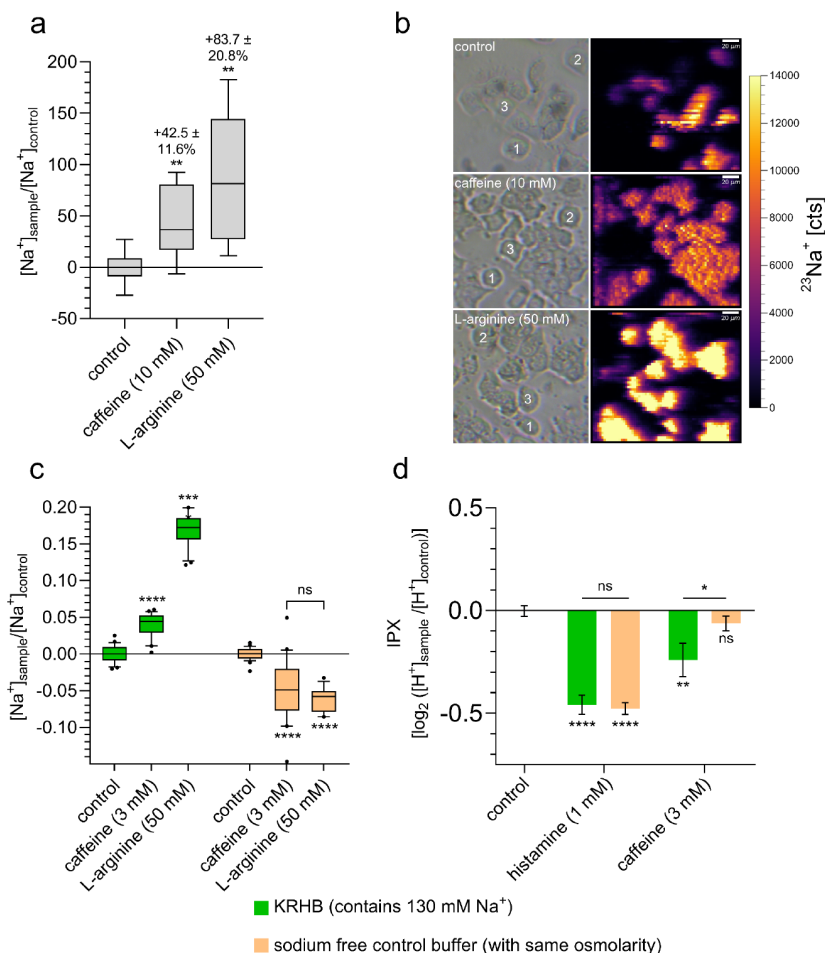 a
+83.7 ±
20.8%
**
+42.5 ±
11.6%
**
[Na⁺]sample/[Na⁺]control
200
150
100
50
0
-50
control
caffeine (10 mM)
L-arginine (50 mM)
b
control
1
2
3
20 µm
caffeine (10 mM)
1
2
3
20 µm
L-arginine (50 mM)
1
2
3
20 µm
14000
12000
10000
8000
6000
4000
2000
0
²³Na⁺ [cts]
c
[Na⁺]sample/[Na⁺]control
0.20
0.15
0.10
0.05
0.00
-0.05
-0.10
****
***
ns
****
****
control
caffeine (3 mM)
L-arginine (50 mM)
control
caffeine (3 mM)
L-arginine (50 mM)
d
IPX
[log₂ ([H⁺]sample /[H⁺]control)]
0.5
0.0
-0.5
ns
*
****
****
**
ns
control
histamine (1 mM)
caffeine (3 mM)
KRHB (contains 130 mM Na⁺)
sodium free control buffer (with same osmolarity)